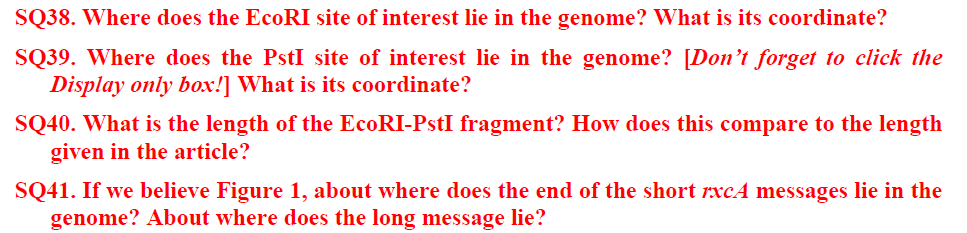 SQ38. Where does the EcoRI site of interest lie in the genome? What is its coordinate?
SQ39. Where does the PstI site of interest lie in the genome? [Don't forget to click the
Display only box!] What is its coordinate?
SQ40. What is the length of the EcoRI-PstI fragment? How does this compare to the length
given in the article?
SQ41. If we believe Figure 1, about where does the end of the short rxcA messages lie in the
genome? About where does the long message lie?